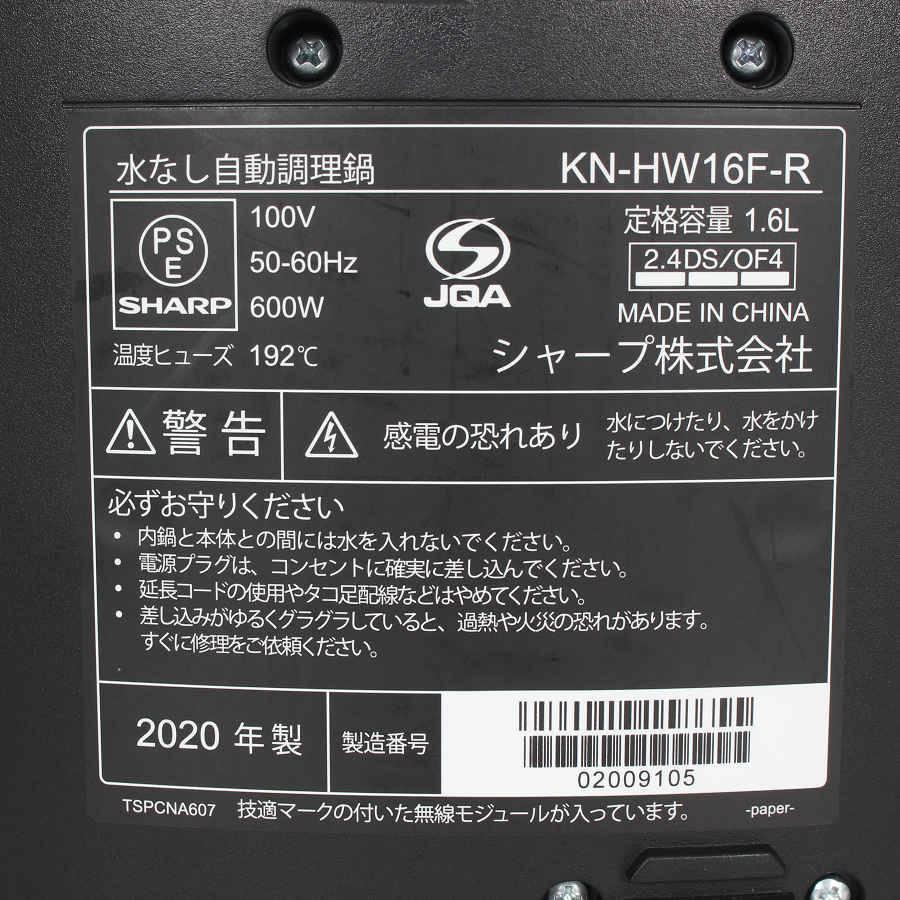 水なし自動調理鍋 KN-HW16F-R
PSE
SHARP
100V
50-60Hz
600W
JQA
定格容量 1.6L
2.4DS/OF4
MADE IN CHINA
温度ヒューズ 192℃
シャープ株式会社
警告
感電の恐れあり
水につけたり、水をかけ
たりしないでください。
必ずお守りください
・内鍋と本体との間には水を入れないでください。
・電源プラグは、コンセントに確実に差し込んでください。
・延長コードの使用やタコ足配線などはやめてください。
・差し込みがゆるくグラグラしていると、過熱や火災の恐れがあります。
すぐに修理をご依頼ください。
2020 年製
製造番号
02009105
TSPCNA607 技適マークの付いた無線モジュールが入っています。 -paper-